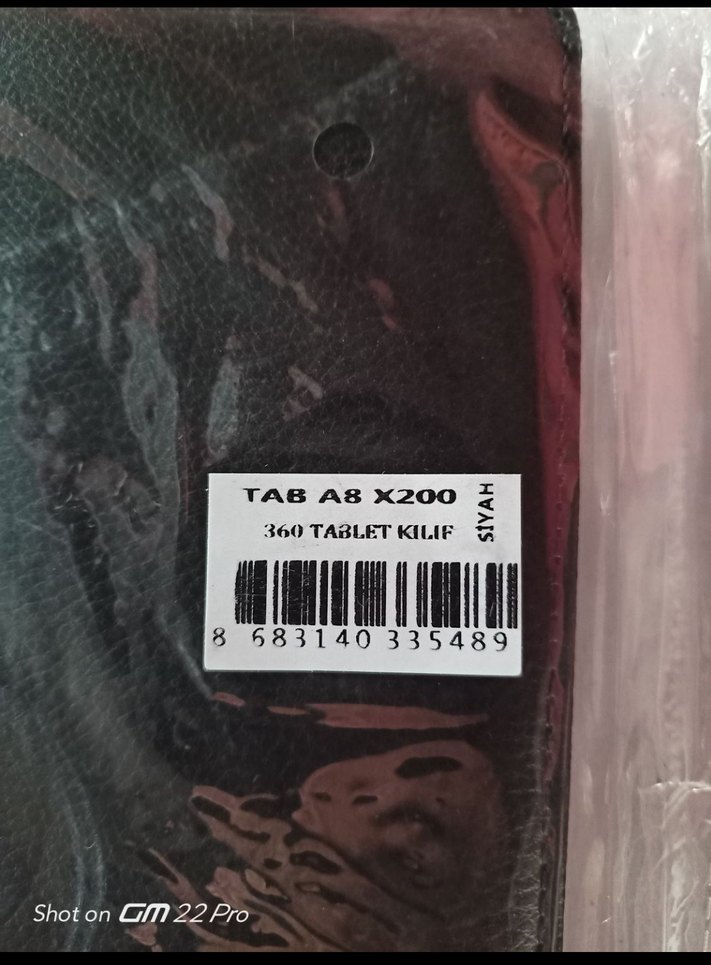 TAB A8 X200
SİYAH
360 TABLET KILIF
8 683140 335489
Shot on GM 22 Pro